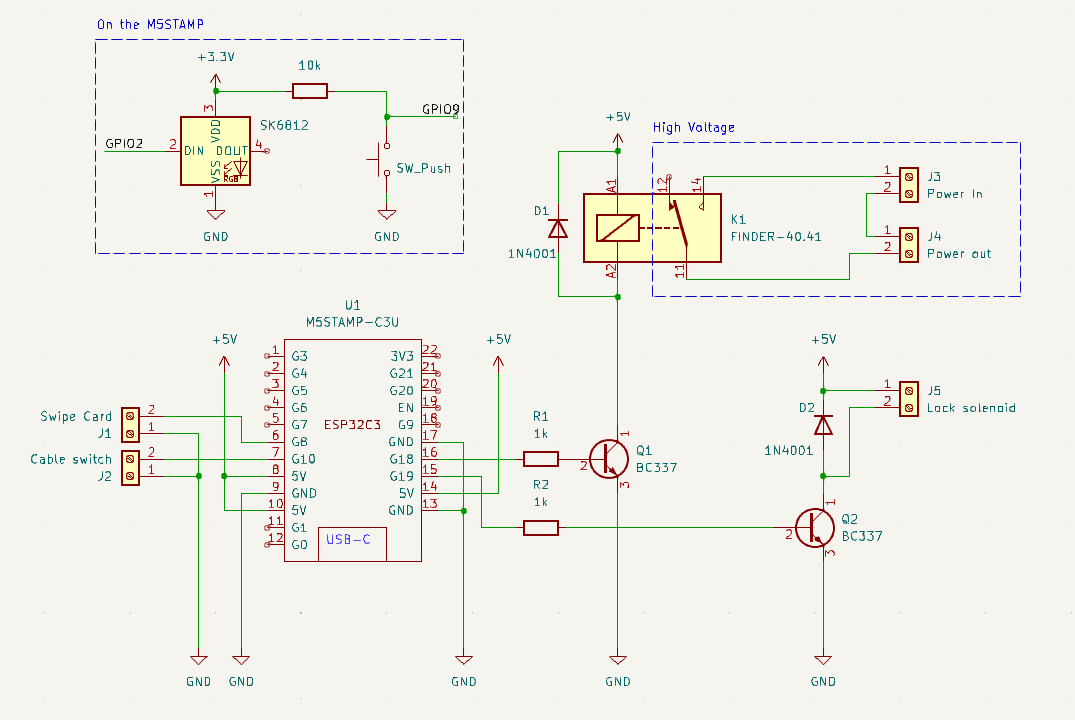 On the M5STAMP
+3.3V
10k
GPIO9
3
SK6812
GPIO2
2
DIN
VDD
DOUT
4
VSS
RGB
1
SW_Push
GND
GND
+5V
High Voltage
A1
12
14
1
J3
2
Power In
D1
K1
1N4001
FINDER-40.41
1
J4
2
Power out
A2
11
U1
M5STAMP-C3U
+5V
+5V
+5V
1
G3
3V3
22
2
G4
G21
21
3
G5
G20
20
4
G6
EN
19
5
G7
ESP32C3
G9
18
6
G8
GND
17
7
G10
G18
16
8
5V
G19
15
9
GND
5V
14
10
5V
GND
13
11
G1
12
G0
USB-C
Swipe Card
2
J1
1
Cable switch
2
J2
1
R1
1k
R2
1k
1
2
Q1
BC337
3
1
J5
2
Lock solenoid
D2
1N4001
1
2
Q2
BC337
3
GND
GND
GND
GND
GND